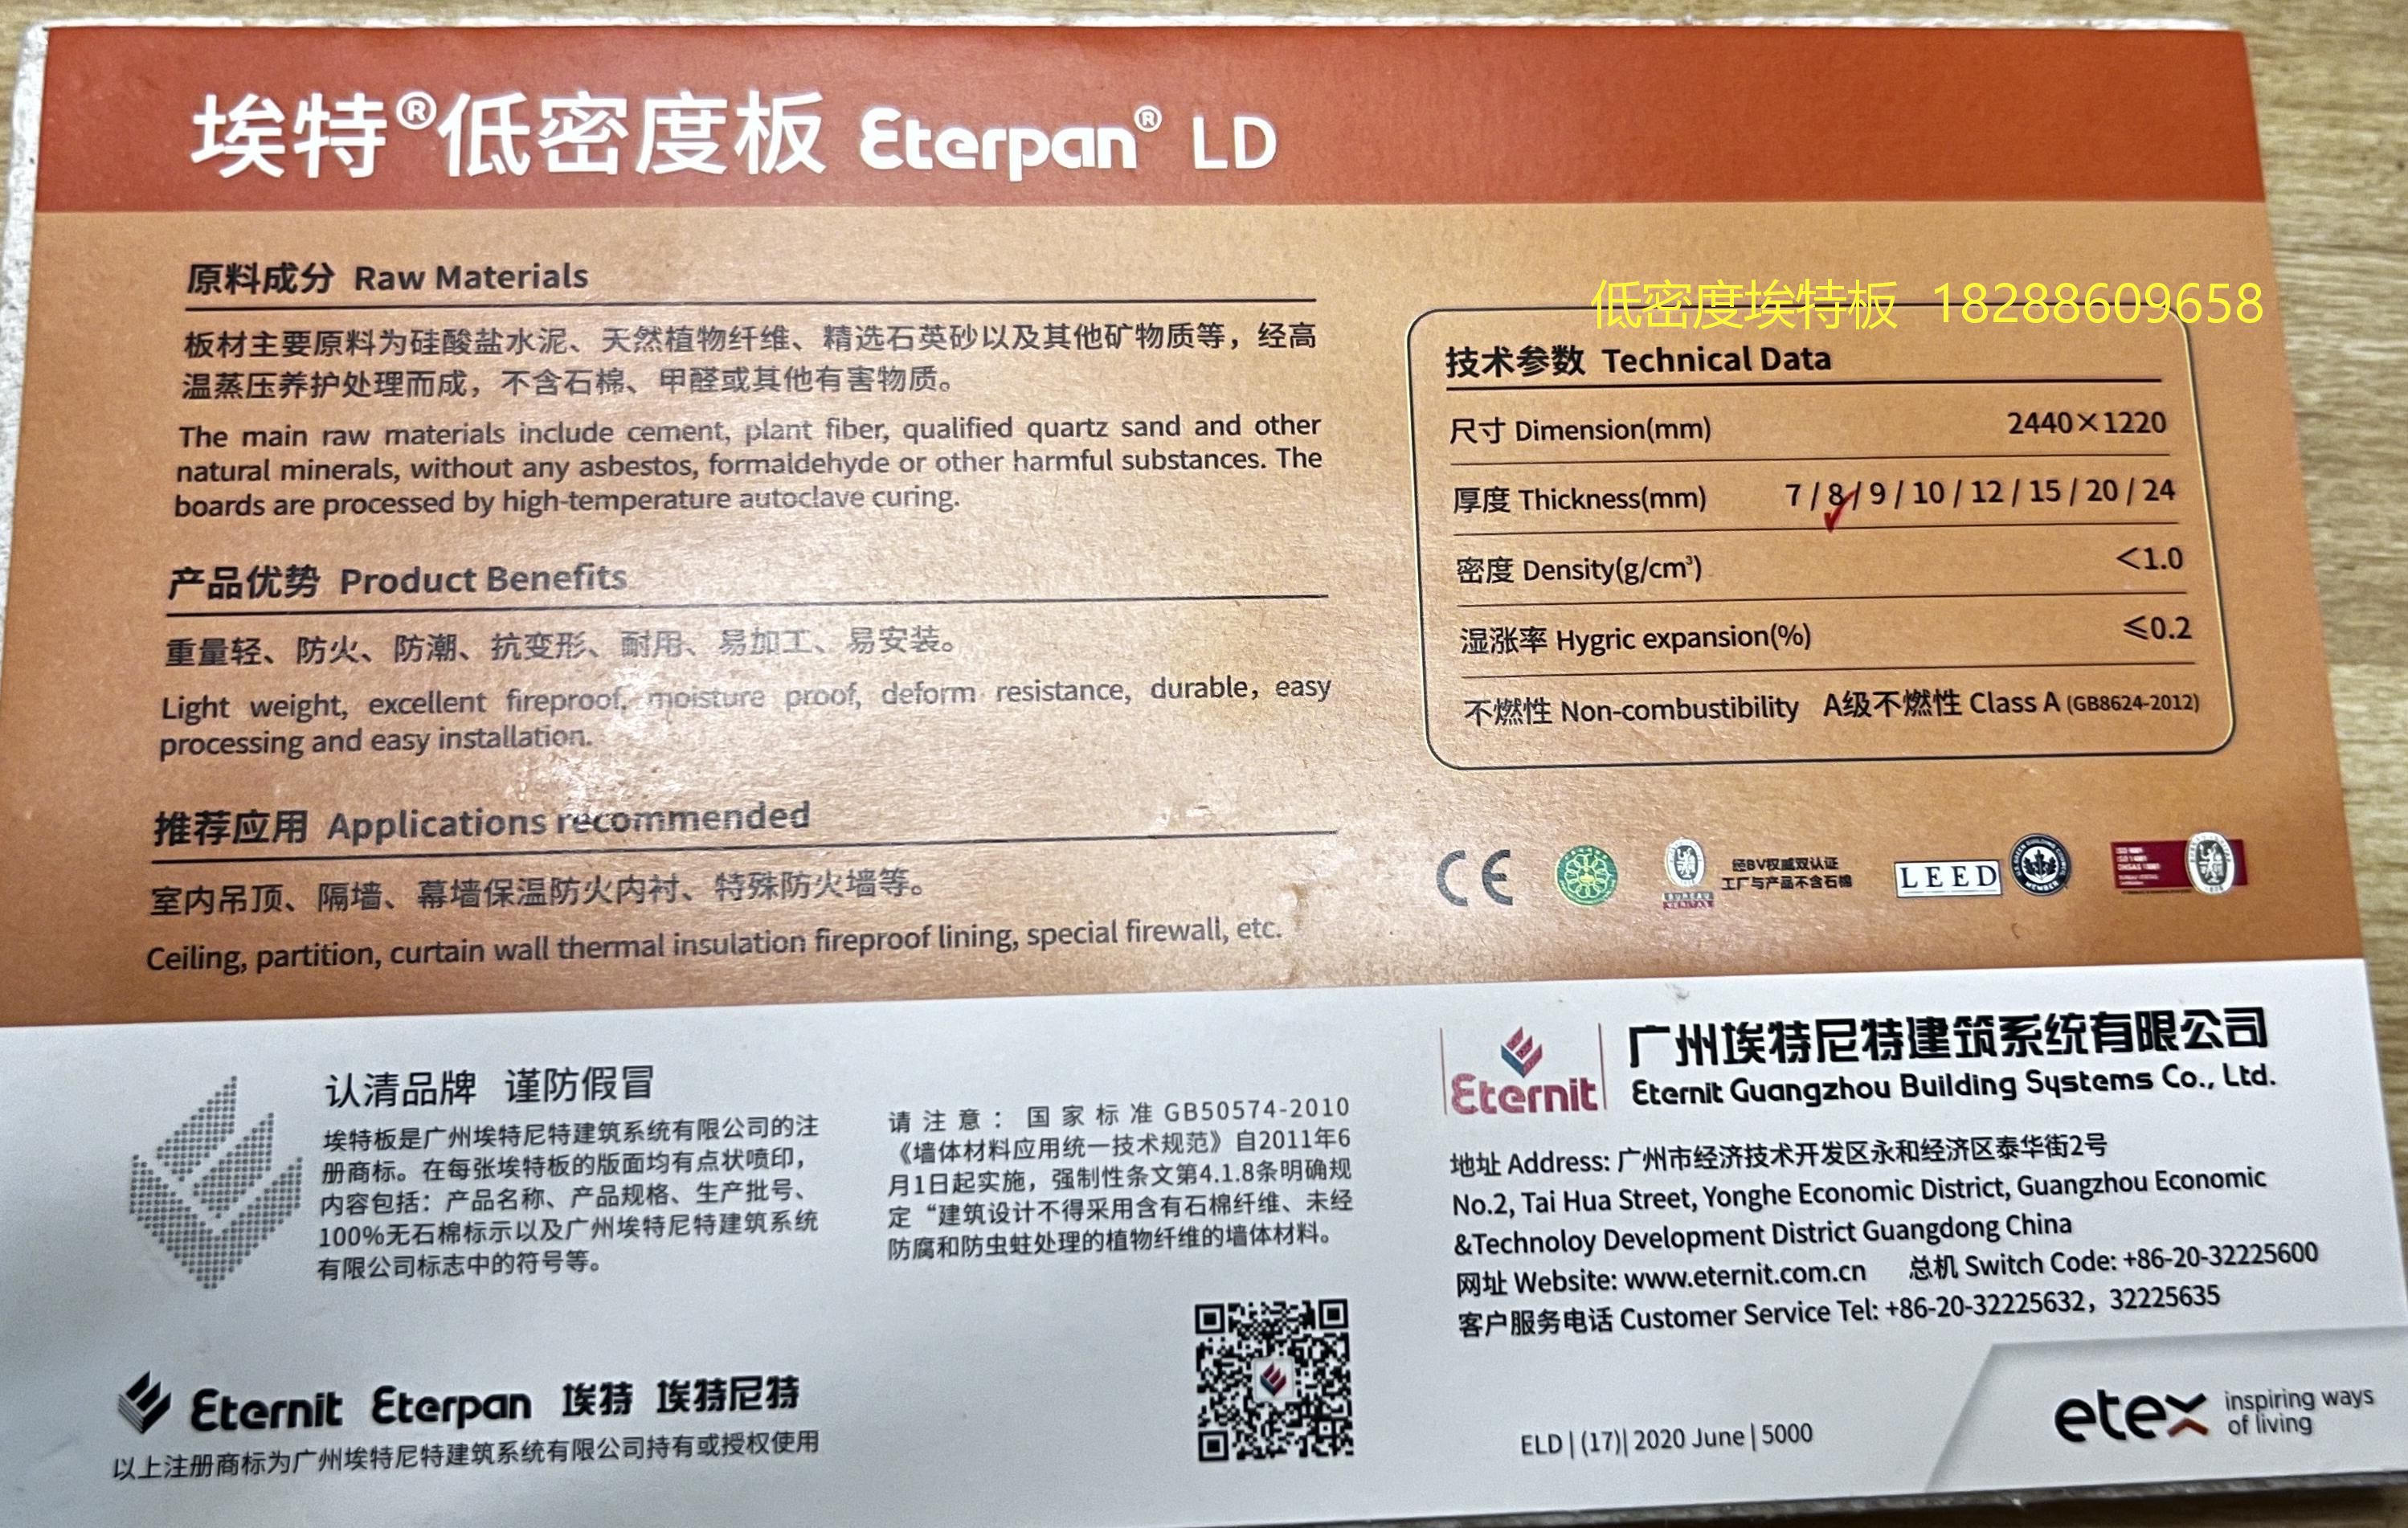 埃特®低密度板 Eterpan® LD
原料成分 Raw Materials
板材主要原料为硅酸盐水泥、天然植物纤维、精选石英砂以及其他矿物质等，经高
温蒸压养护处理而成，不含石棉、甲醛或其他有害物质。
The main raw materials include cement, plant fiber, qualified quartz sand and other
natural minerals, without any asbestos, formaldehyde or other harmful substances. The
boards are processed by high-temperature autoclave curing.
产品优势 Product Benefits
重量轻、防火、防潮、抗变形、耐用、易加工、易安装。
Light weight, excellent fireproof, moisture proof, deform resistance, durable, easy
processing and easy installation.
推荐应用 Applications recommended
室内吊顶、隔墙、幕墙保温防火内衬、特殊防火墙等。
Ceiling, partition, curtain wall thermal insulation fireproof lining, special firewall, etc.
低密度埃特板 18288609658
技术参数 Technical Data
尺寸 Dimension(mm) 2440×1220
厚度 Thickness(mm) 7 / 8 / 9 / 10 / 12 / 15 / 20 / 24
密度 Density(g/cm³) <1.0
湿涨率 Hygric expansion(%) ≤0.2
不燃性 Non-combustibility A级不燃性 Class A (GB8624-2012)
CE
BUREAU
VERITAS
经BV权威双认证
工厂与产品不含石棉
LEED
MEMBER
认清品牌 谨防假冒
埃特板是广州埃特尼特建筑系统有限公司的注
册商标。在每张埃特板的版面均有点状喷印，
内容包括：产品名称、产品规格、生产批号、
100%无石棉标示以及广州埃特尼特建筑系统
有限公司标志中的符号等。
请注意：国家标准GB50574-2010
《墙体材料应用统一技术规范》自2011年6
月1日起实施，强制性条文第4.1.8条明确规
定“建筑设计不得采用含有石棉纤维、未经
防腐和防虫蛀处理的植物纤维的墙体材料。
Eternit Eterpan 埃特 埃特尼特
以上注册商标为广州埃特尼特建筑系统有限公司持有或授权使用
Eternit
广州埃特尼特建筑系统有限公司
Eternit Guangzhou Building Systems Co., Ltd.
地址 Address: 广州市经济技术开发区永和经济区泰华街2号
No.2, Tai Hua Street, Yonghe Economic District, Guangzhou Economic
&Technoloy Development District Guangdong China
网址 Website: www.eternit.com.cn 总机 Switch Code: +86-20-32225600
客户服务电话 Customer Service Tel: +86-20-32225632，32225635
ELD | (17)| 2020 June | 5000
etex inspiring ways
of living